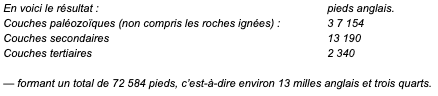 En voici le résultat : pieds anglais.
Couches paléozoïques (non compris les roches ignées) : 3 7 154
Couches secondaires 13 190
Couches tertiaires 2 340
— formant un total de 72 584 pieds, c'est-à-dire environ 13 milles anglais et trois quarts.